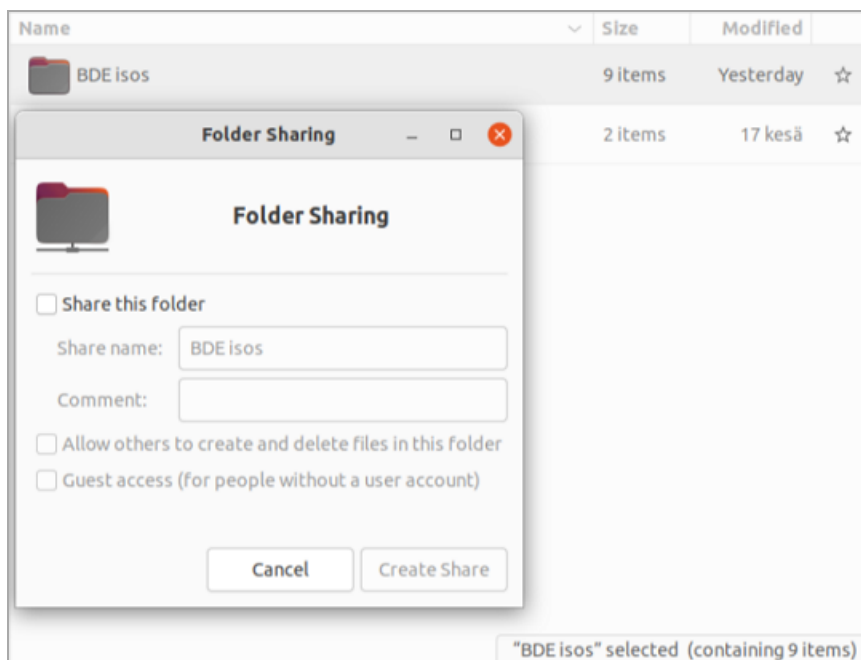 Name Size Modified
BDE isos 9 items Yesterday
Folder Sharing
2 items 17 kesä
Folder Sharing
Share this folder
Share name: BDE isos
Comment:
Allow others to create and delete files in this folder
Guest access (for people without a user account)
Cancel Create Share
“BDE isos” selected (containing 9 items)